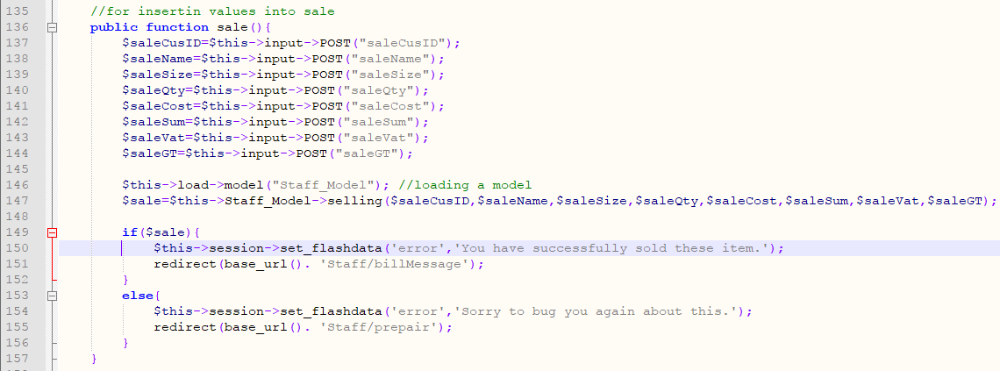 135 //for insertin values into sale
136 public function sale(){
137 $saleCusID=$this->input->POST("saleCusID");
138 $saleName=$this->input->POST("saleName");
139 $saleSize=$this->input->POST("saleSize");
140 $saleQty=$this->input->POST("saleQty");
141 $saleCost=$this->input->POST("saleCost");
142 $saleSum=$this->input->POST("saleSum");
143 $saleVat=$this->input->POST("saleVat");
144 $saleGT=$this->input->POST("saleGT");
145
146 $this->load->model("Staff_Model"); //loading a model
147 $sale=$this->Staff_Model->selling($saleCusID,$saleName,$saleSize,$saleQty,$saleCost,$saleSum,$saleVat,$saleGT);
148
149 if($sale){
150 $this->session->set_flashdata('error','You have successfully sold these item.');
151 redirect(base_url(). 'Staff/billMessage');
152 }
153 else{
154 $this->session->set_flashdata('error','Sorry to bug you again about this.');
155 redirect(base_url(). 'Staff/prepair');
156 }
157 }